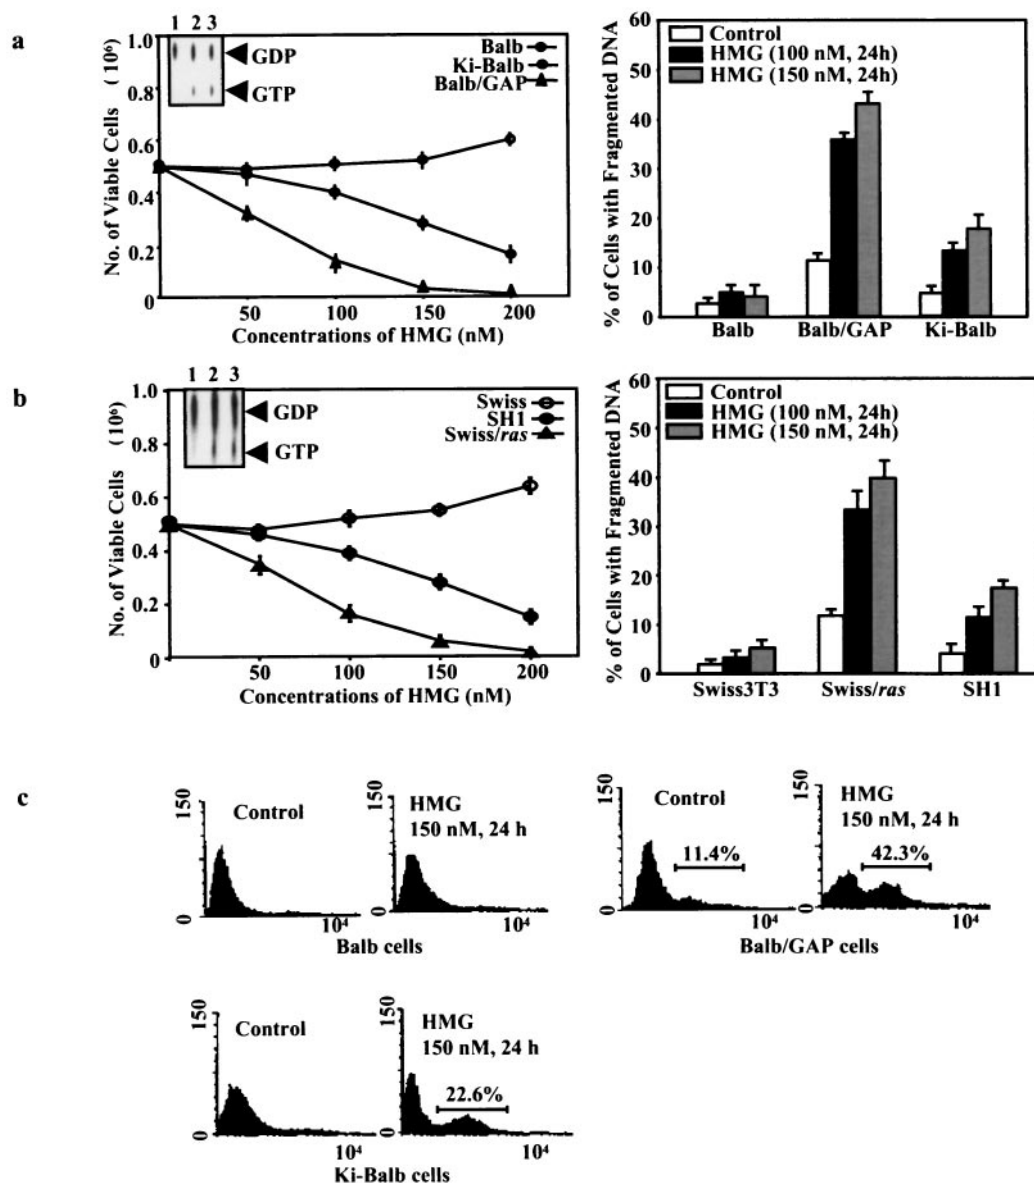 a
1 2 3
GDP
GTP
Balb
Ki-Balb
Balb/GAP
No. of Viable Cells (10⁶)
1.0
0.8
0.6
0.4
0.2
0
50 100 150 200
Concentrations of HMG (nM)
Control
HMG (100 nM, 24h)
HMG (150 nM, 24h)
% of Cells with Fragmented DNA
60
50
40
30
20
10
0
Balb Balb/GAP Ki-Balb
b
1 2 3
GDP
GTP
Swiss
SH1
Swiss/ras
No. of Viable Cells (10⁶)
1.0
0.8
0.6
0.4
0.2
0
50 100 150 200
Concentrations of HMG (nM)
Control
HMG (100 nM, 24h)
HMG (150 nM, 24h)
% of Cells with Fragmented DNA
60
50
40
30
20
10
0
Swiss3T3 Swiss/ras SH1
c
150
0
Control
10⁴
150
0
HMG
150 nM, 24 h
10⁴
Balb cells
150
0
Control
11.4%
10⁴
150
0
HMG
150 nM, 24 h
42.3%
10⁴
Balb/GAP cells
150
0
Control
10⁴
150
0
HMG
150 nM, 24 h
22.6%
10⁴
Ki-Balb cells